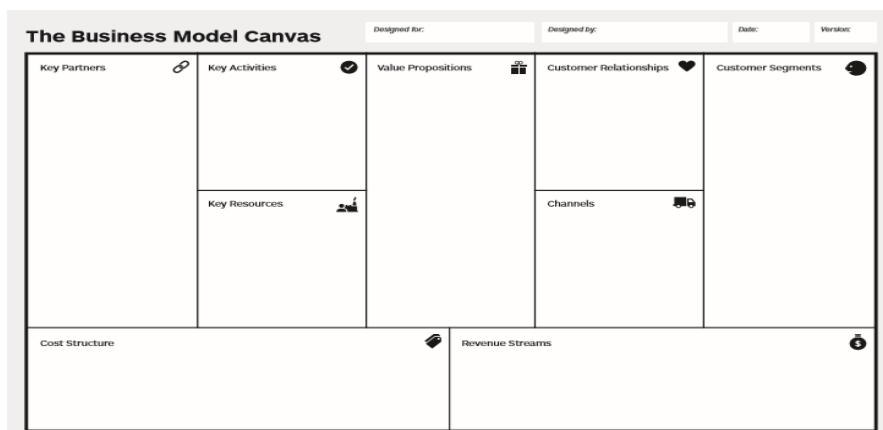 The Business Model Canvas
Designed for:
Designed by:
Date:
Version:
Key Partners
Key Activities
Value Propositions
Customer Relationships
Customer Segments
Key Resources
Channels
Cost Structure
Revenue Streams
$